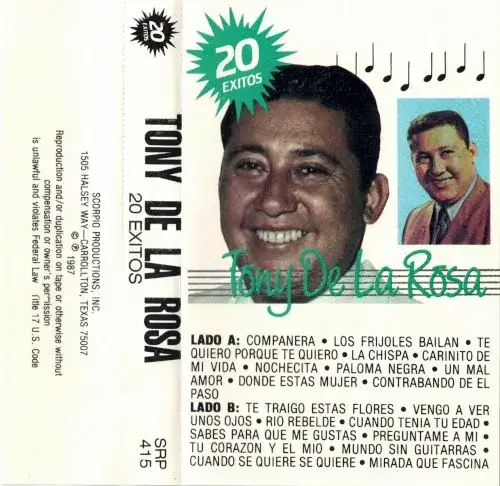 20
EXITOS
TONY DE LA ROSA
20 EXITOS
SRP
415
SCORPIO PRODUCTIONS, INC.
1505 HALSEY WAY—CARROLLTON, TEXAS 75007
© ℗ 1987
Reproduction and/or duplication on tape or otherwise without
compensation or owner's permission
is unlawful and violates Federal Law Title 17 U.S. Code
20
EXITOS
Tony De La Rosa
LADO A: COMPANERA • LOS FRIJOLES BAILAN • TE
QUIERO PORQUE TE QUIERO • LA CHISPA • CARINITO DE
MI VIDA • NOCHECITA • PALOMA NEGRA • UN MAL
AMOR • DONDE ESTAS MUJER • CONTRABANDO DE EL
PASO
LADO B: TE TRAIGO ESTAS FLORES • VENGO A VER
UNOS OJOS • RIO REBELDE • CUANDO TENIA TU EDAD •
SABES PARA QUE ME GUSTAS • PREGUNTAME A MI •
TU CORAZON Y EL MIO • MUNDO SIN GUITARRAS •
CUANDO SE QUIERE SE QUIERE • MIRADA QUE FASCINA